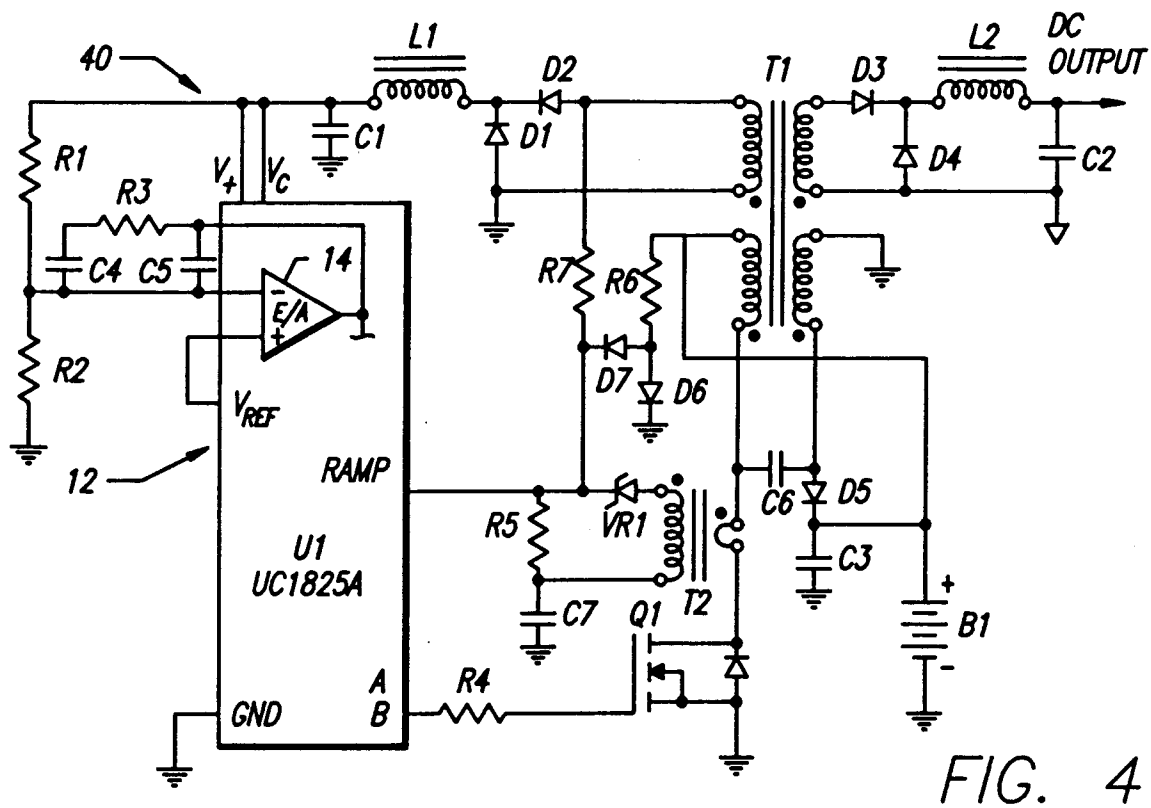 40
L1
D2
T1
D3
L2
DC
OUTPUT
R1
V+
VC
C1
D1
D4
C2
R3
C4
C5
14
-
E/A
+
R7
R6
R2
VREF
D7
D6
12
RAMP
R5
VR1
C6
D5
U1
UC1825A
C7
T2
C3
Q1
+
B1
-
A
R4
GND
B
FIG. 4